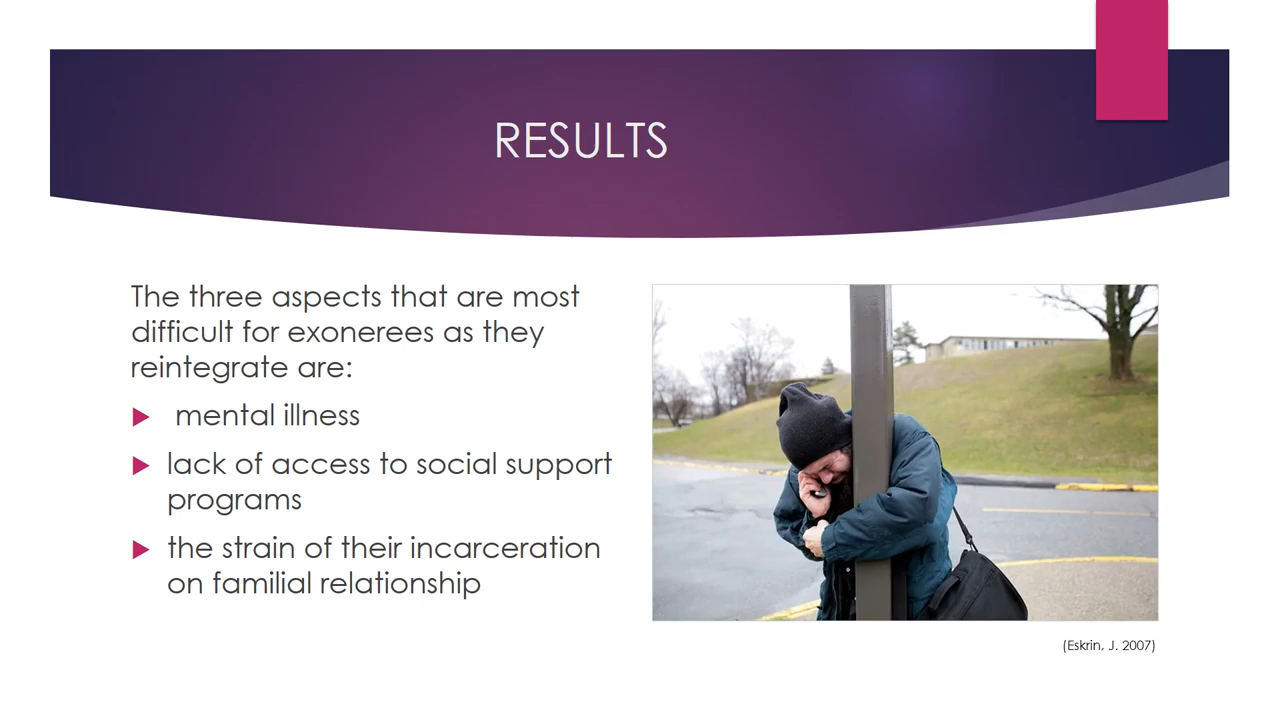 RESULTS
The three aspects that are most
difficult for exonerees as they
reintegrate are:
mental illness
lack of access to social support
programs
the strain of their incarceration
on familial relationship
(Eskrin, J. 2007)